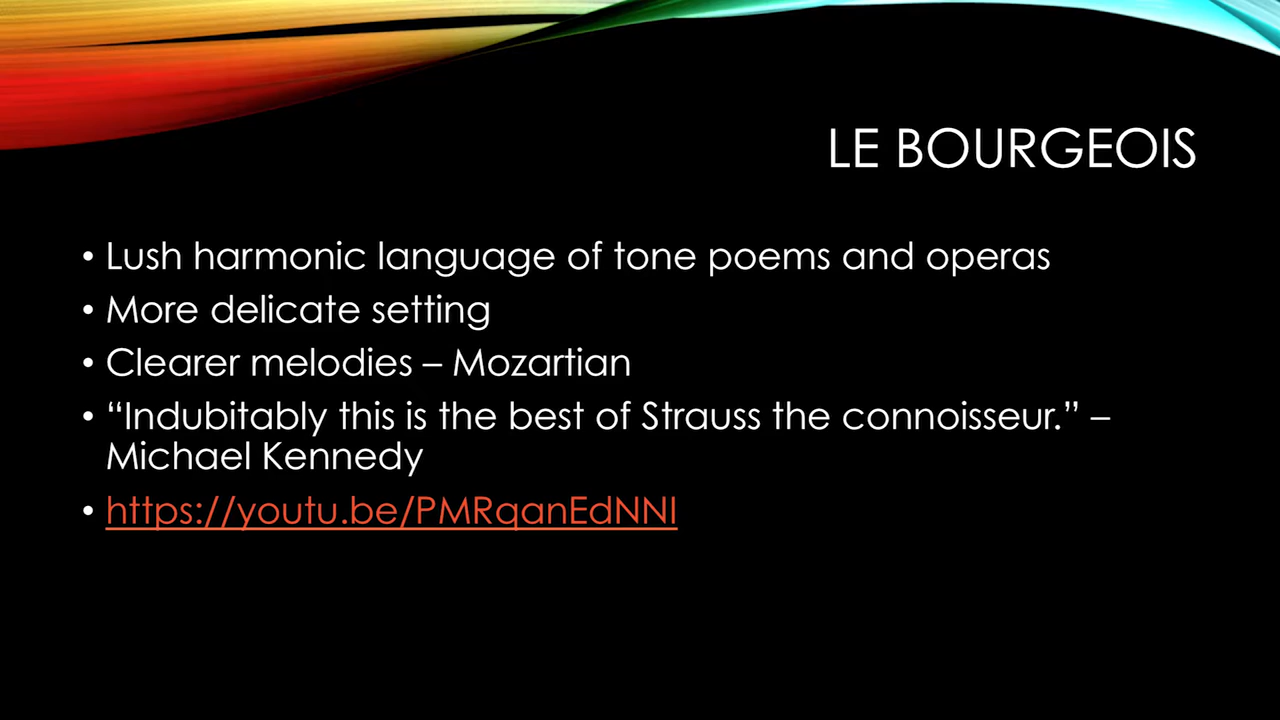 LE BOURGEOIS
• Lush harmonic language of tone poems and operas
• More delicate setting
• Clearer melodies – Mozartian
• “Indubitably this is the best of Strauss the connoisseur.” –
Michael Kennedy
• https://youtu.be/PMRqanEdNNI